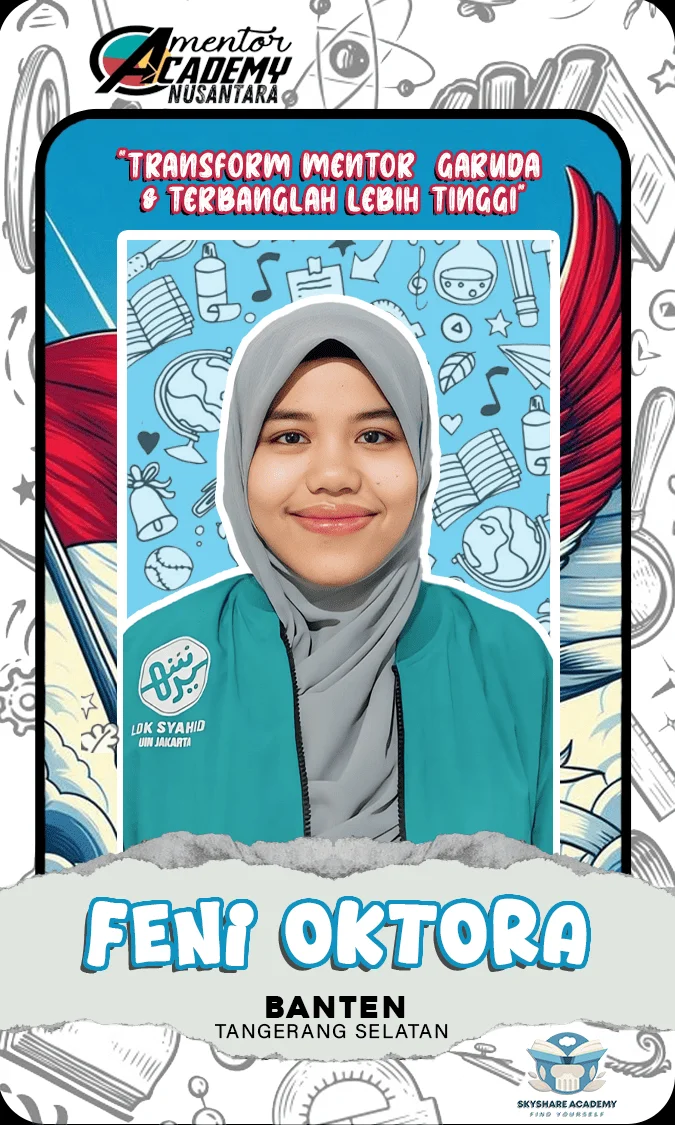 mentor
ACADEMY
NUSANTARA
"TRANSFORM MENTOR GARUDA
& TERBANGLAH LEBIH TINGGI"
LDK SYAHID
UIN JAKARTA
FENI OKTORA
BANTEN
TANGERANG SELATAN
SKYSHARE ACADEMY
FIND YOURSELF